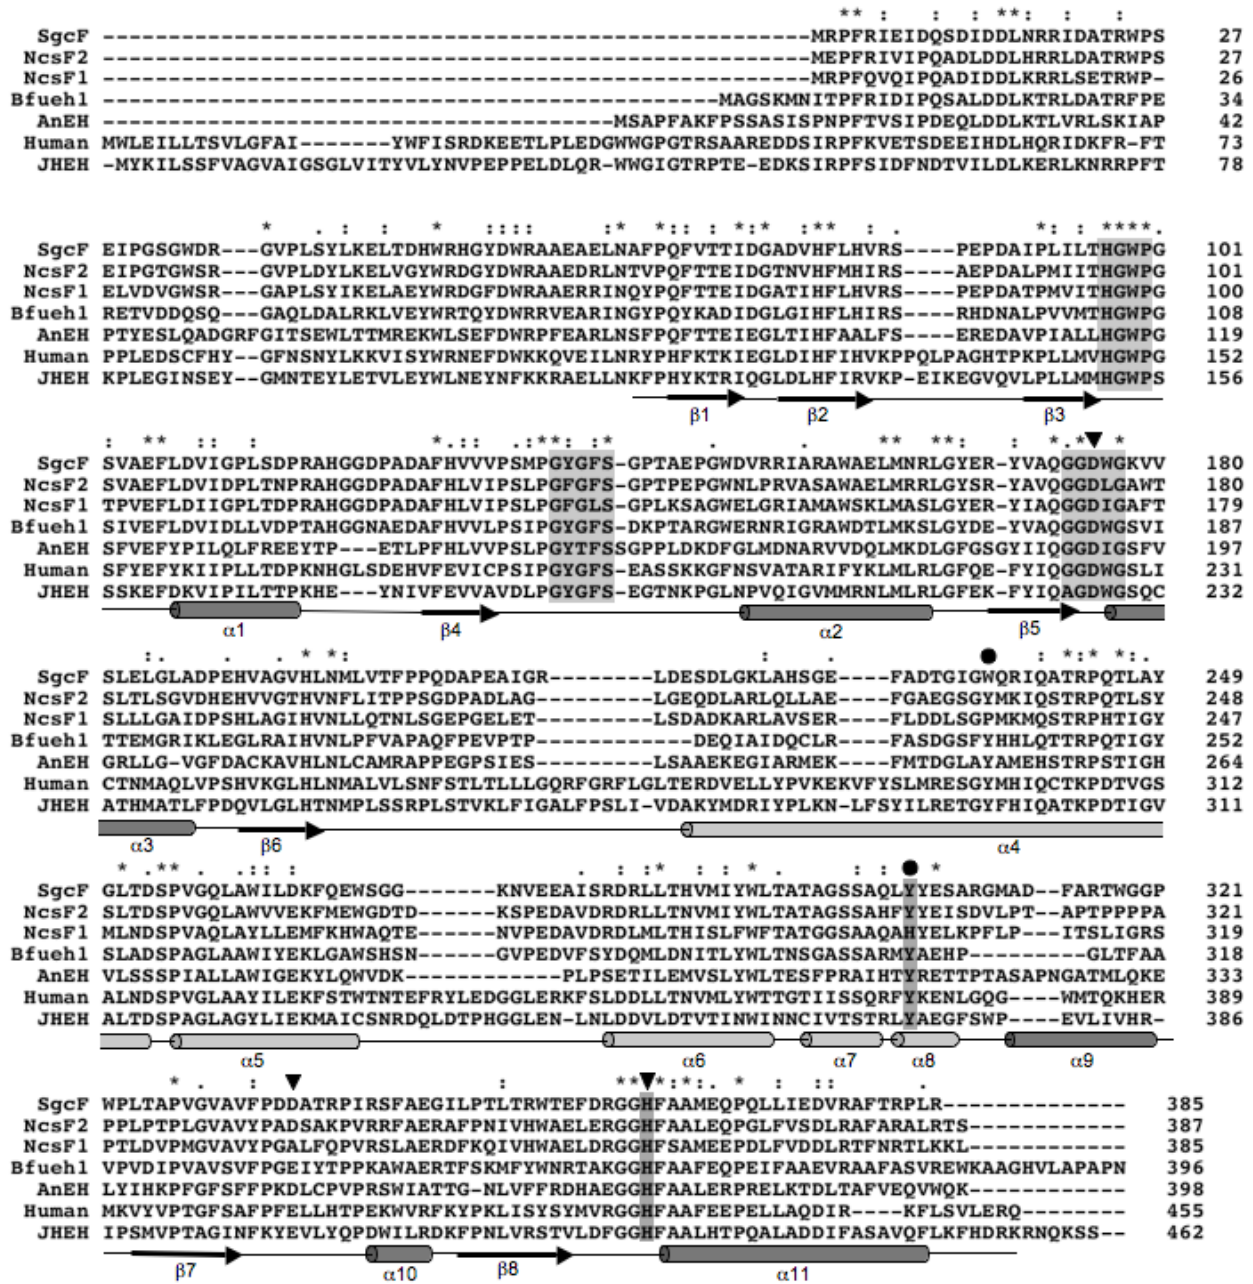 ** : : : **: : :
SgcF -----------------------------------------------------MRPFRIEIDQSDIDDLNRRIDATRWPS 27
NcsF2 -----------------------------------------------------MEPFRIVIPQADLDDLHRRLDATRWPS 27
NcsF1 -----------------------------------------------------MRPFQVQIPQADIDDLKRRLSETRWP- 26
Bfueh1 ----------------------------------------------MAGSKMNITPFRIDIPQSALDDLKTRLDATRFPE 34
AnEH --------------------------------------MSAPFAKFPSSASISPNPFTVSIPDEQLDDLKTLVRLSKIAP 42
Human MWLEILLTSVLGFAI-------YWFISRDKEETLPLEDGWWGPGTRSAAREDDSIRPFKVETSDEEIHDLHQRIDKFR-FT 73
JHEH -MYKILSSFVAGVAIGSGLVITYVLYNVPEPPELDLQR-WWGIGTRPTE-EDKSIRPFSIDFNDTVILDLKERLKNRRPFT 78
* . : : * :::: :* *:: : *:* :** : . *: : ****.
SgcF EIPGSGWDR---GVPLSYLKELTDHWRHGYDWRAAEAELNAFPQFVTTIDGADVHFLHVRS----PEPDAIPLILTHGWPG 101
NcsF2 EIPGTGWSR---GVPLDYLKELVGYWRDGYDWRAAEDRLNTVPQFTTEIDGTNVHFMHIRS----AEPDALPMIITHGWPG 101
NcsF1 ELVDVGWSR---GAPLSYIKELAEYWRDGFDWRAAERRINQYPQFTTEIDGATIHFLHVRS----PEPDATPMVITHGWPG 100
Bfueh1 RETVDDQSQ---GAQLDALRKLVEYWRTQYDWRRVEARINGYPQYKADIDGLGIHFLHIRS----RHDNALPVVMTHGWPG 108
AnEH PTYESLQADGRFGITSEWLTTMREKWLSEFDWRPFEARLNSFPQFTTEIEGLTIHFAALFS----EREDAVPIALLHGWPG 119
Human PPLEDSCFHY--GFNSNYLKKVISYWRNEFDWKKQVEILNRYPHFKTKIEGLDIHFIHVKPPQLPAGHTPKPLLMVHGWPG 152
JHEH KPLEGINSEY--GMNTEYLETVLEYWLNEYNFKKRAELLNKFPHYKTRIQGLDLHFIRVKP-EIKEGVQVLPLLMMHGWPS 156
β1 β2 β3
: ** :: : *.:: .:**:* :* . . ** **: : *.* *
SgcF SVAEFLDVIGPLSDPRAHGGDPADAFHVVVPSMPGYGFS-GPTAEPGWDVRRIARAWAELMNRLGYER-YVAQGGDWGKVV 180
NcsF2 SVAEFLDVIDPLTNPRAHGGDPADAFHLVIPSLPGFGFS-GPTPEPGWNLPRVASAWAELMRRLGYDR-YAVQGGDLGAWT 180
NcsF1 TPVEFLDIIGPLTDPRAHGGDPADAFHLVIPSLPGFGLS-GPLKSAGWELGRIAMAWSKLMASLGYER-YIAQGGDIGAFT 179
Bfueh1 SIVEFLDVIDLLVDPTAHGGNAEDAFHVVLPSIPGFGFS-DKPTARGWERNRIGRAWDTLMKSLGYDE-YVAQGGDWGSVI 187
AnEH SFVEFYPILQLFREEYTP---ETLPFHLVVPSLPGYTFSSGPPLDKDFGLMDNARVVDQLMKDLGFGSGYIIQGGDIGSFV 197
Human SFYEFYKIIPLLTDPKNHGLSDEHVFEVICPSIPGYGFS-EASSKKGFNSVATARIFYKLMLRLGFQE-FYIQGGDWGSLI 231
JHEH SSKEFDKVIPILTTPKHE---YNIVFEVVAVDLPGYGFS-EGTNKPGLNPVQIGVMMRNLMLRLGFEK-FYIQAGDWGSQC 232
α1 β4 α2 β5
:. . . * *: : . : **:* *:.
SgcF SLELGLADPEHVAGVHLNMLVTFPPQDAPEAIGR---------LDESDLGKLAHSGE----FADTGIGWQRIQATRPQTLAY 249
NcsF2 SLTLSGVDHEHVVGTHVNFLITPPSGDPADLAG----------LGEQDLARLQLLAE----FGAEGSGYMKIQSTRPQTLSY 248
NcsF1 SLLLGAIDPSHLAGIHVNLLQTNLSGEPGELET----------LSDADKARLAVSER----FLDDLSGPMKMQSTRPHTIGY 247
Bfueh1 TTEMGRIKLEGLRAIHVNLPFVAPAQFPEVPTP----------DEQIAIDQCLR----FASDGSFYHHLQTTRPQTIGY 252
AnEH GRLLG-VGFDACKAVHLNLCAMRAPPEGPSIES----------LSAAEKEGIARMEK----FMTDGLAYAMEHSTRPSTIGH 264
Human CTNMAQLVPSHVKGLHLNMALVLSNFSTLTLLLGQRFGRFLGLTERDVELLYPVKEKVFYSLMRESGYMHIQCTKPDTVGS 312
JHEH ATHMATLFPDQVLGLHTNMPLSSRPLSTVKLFIGALFPSLI-VDAKYMDRIYPLKN-LFSYILRETGYFHIQATKPDTIGV 311
α3 β6 α4
* .** . .:: : . : :* : :* : : *
SgcF GLTDSPVGQLAWILDKFQEWSGG-------KNVEEAISRDRLLTHVMIYWLTATAGSSAQLYYESARGMAD--FARTWGGP 321
NcsF2 SLTDSPVGQLAWVVEKFMEWGDTD------KSPEDAVDRDRLLTNVMIYWLTATAGSSAHFYYEISDVLPT--APTPPPPA 321
NcsF1 MLNDSPVAQLAYLLEMFKHWAQTE------NVPEDAVDRDLMLTHISLFWFTATGGSAAQAHYELKPFLP---ITSLIGRS 319
Bfueh1 SLADSPAGLAAWIYEKLGAWSHSN------GVPEDVFSYDQMLDNITLYWLTNSGASSARMYAEHP------GLTFAA 318
AnEH VLSSSPIALLAWIGEKYLQWVDK-----------PLPSETILEMVSLYWLTESFPRAIHTYRETTPTASAPNGATMLQKE 333
Human ALNDSPVGLAAYILEKFSTWTNTEFRYLEDGGLERKFSLDDLLTNVMLYWTTGTIISSQRFYKENLGQG----WMTQKHER 389
JHEH ALTDSPAGLAGYLIEKMAICSNRDQLDTPHGGLEN-LNLDDVLDTVTINWINNCIVTSTRLYAEGFSWP----EVLIVHR- 386
α5 α6 α7 α8 α9
* . : : ** *:**:. * : :: .
SgcF WPLTAPVGVAVFPDDATRPIRSFAEGILPTLTRWTEFDRGGHFAAMEQPQLLIEDVRAFTRPLR-------------- 385
NcsF2 PPLPTPLGVAVYPADSAKPVRRFAERAFPNIVHWAELERGGHFAALEQPGLFVSDLRAFARALRTS------------ 387
NcsF1 PTLDVPMGVAVYPGALFQPVRSLAERDFKQIVHWAELDRGGHFSAMEEPDLFVDDLRTFNRTLKKL------------ 385
Bfueh1 VPVDIPVAVSVFPGEIYTPPKAWAERTFSKMFYWNRTAKGGHFAAFEQPEIFAAEVRAAFASVREWKAAGHVLAPAPN 396
AnEH LYIHKPFGFSFFPKDLCPVPRSWIATTG-NLVFFRDHAEGGHFAALERPRELKTDLTAFVEQVWQK------------ 398
Human MKVYVPTGFSAFPFELLHTPEKWVRFKYPKLISYSYMVRGGHFAAFEEPELLAQDIR----KFLSVLERQ-------- 455
JHEH IPSMVPTAGINFKYEVLYQPDWILRDKFPNLVRSTVLDFGGHFAALHTPQALADDIFASAVQFLKFHDRKRNQKSS-- 462
β7 α10 β8 α11